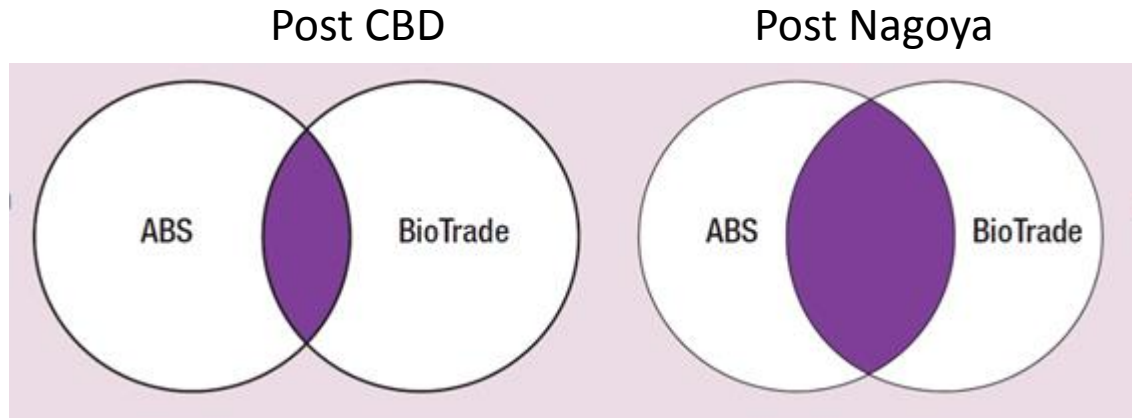 Post CBD
Post Nagoya
ABS
BioTrade
ABS
BioTrade